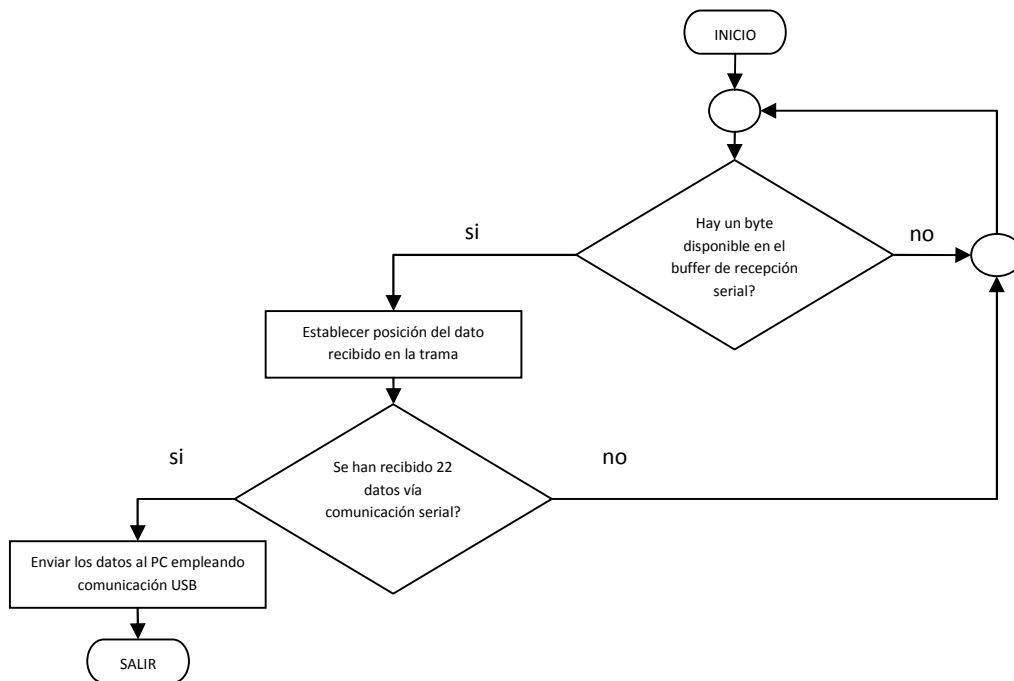 INICIO
Hay un byte
disponible en el
buffer de recepción
serial?
si
no
Establecer posición del dato
recibido en la trama
Se han recibido 22
datos vía
comunicación serial?
si
no
Enviar los datos al PC empleando
comunicación USB
SALIR